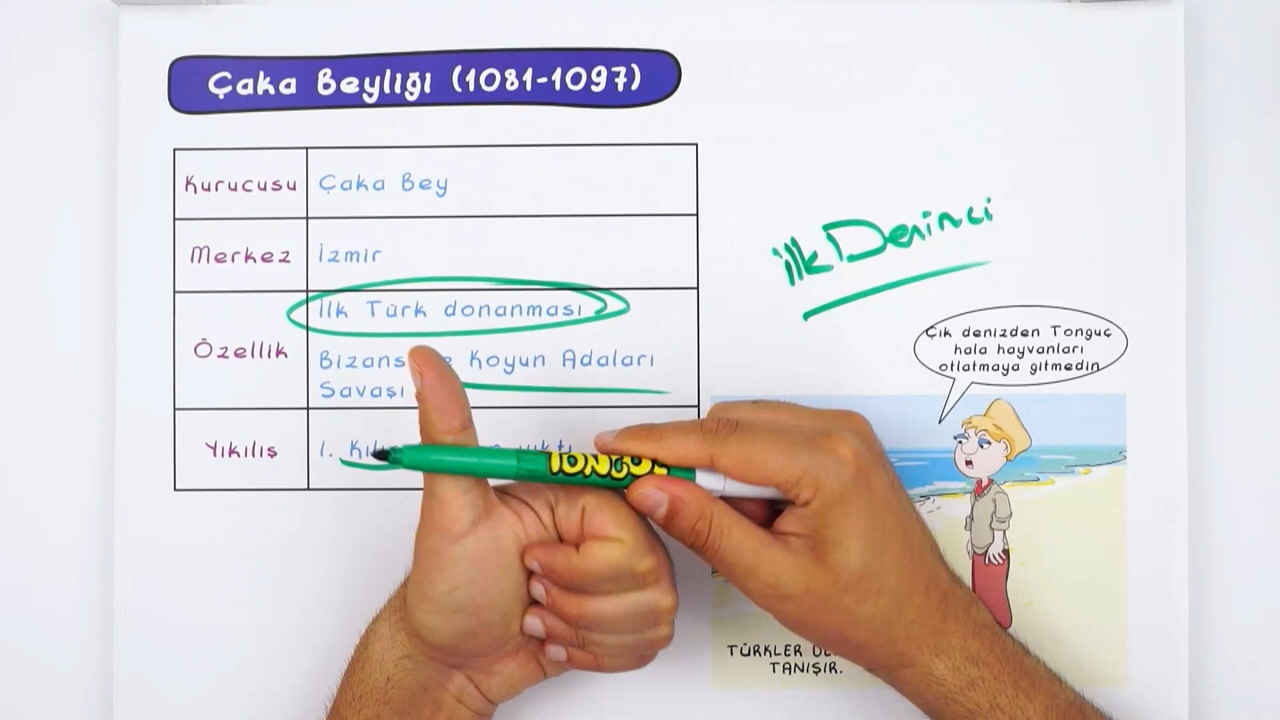 Çaka Beyliği (1081-1097)
Kurucusu Çaka Bey
Merkez İzmir
Özellik
İlk Türk donanması
Bizans Koyun Adaları
Savaşı
Yıkılış 1.
ilk Denizci
Çık denizden Tonguç
hala hayvanları
otlatmaya gitmedin
TONGUÇ
TÜRKLER
TANIŞIR.